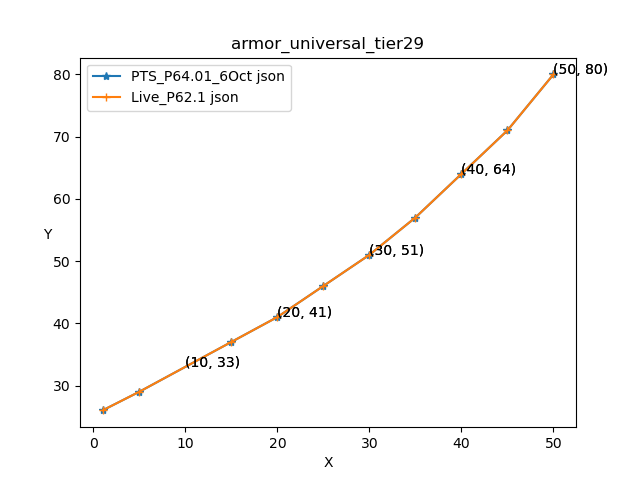 armor_universal_tier29
PTS_P64.01_6Oct json
Live_P62.1 json
(50, 80)
(40, 64)
(30, 51)
(20, 41)
(10, 33)
80
70
60
50
40
30
Y
0 10 20 30 40 50
X